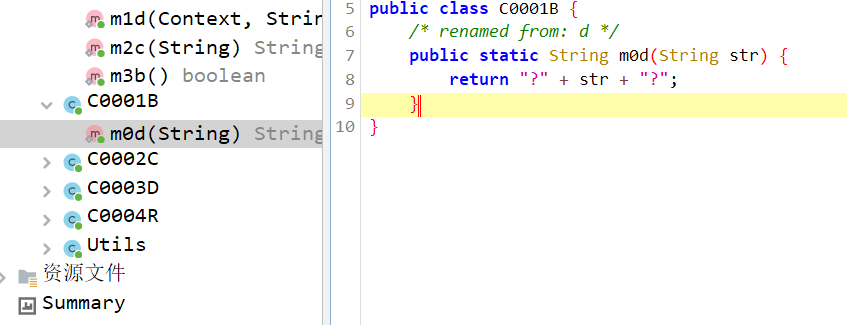 m1d(Context, Strin
m2c(String) String
m3b() boolean
C0001B
m0d(String) String
C0002C
C0003D
C0004R
Utils
资源文件
Summary
5 public class C0001B {
6 /* renamed from: d */
7 public static String m0d(String str) {
8 return "?" + str + "?";
9 }
10 }